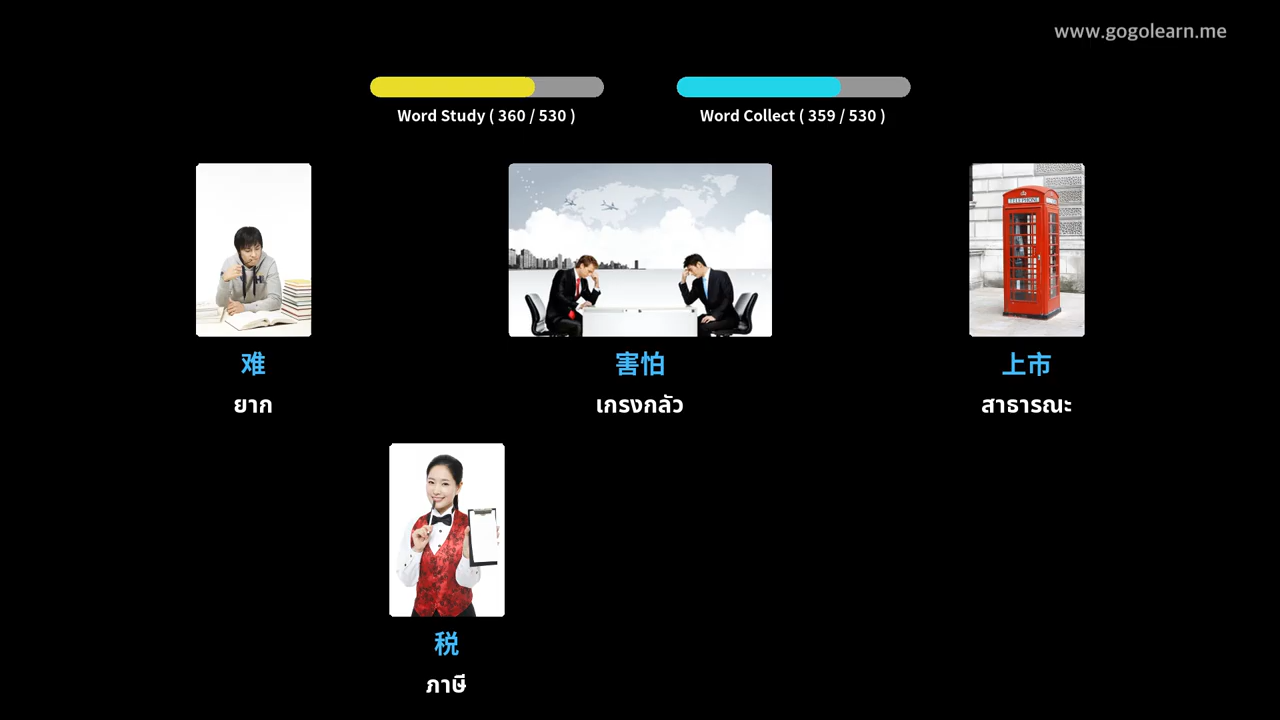 www.gogolearn.me
Word Study ( 360 / 530 )
Word Collect ( 359 / 530 )
TELEPHONE
难
害怕
上市
ยาก
เกรงกลัว
สาธารณะ
税
ภาษี